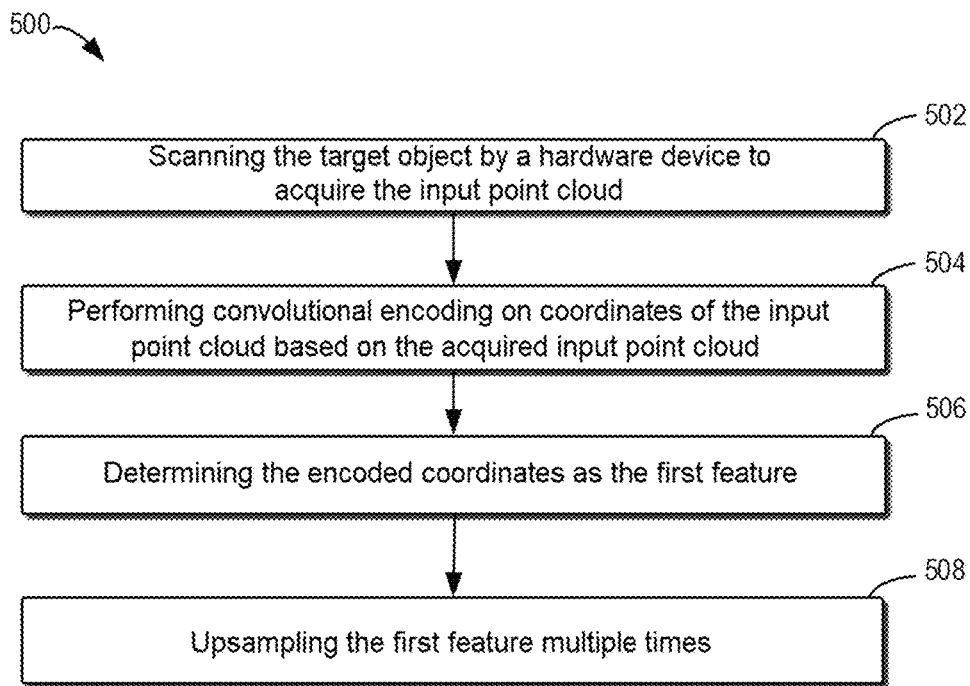 500
502
Scanning the target object by a hardware device to
acquire the input point cloud
504
Performing convolutional encoding on coordinates of the input
point cloud based on the acquired input point cloud
506
Determining the encoded coordinates as the first feature
508
Upsampling the first feature multiple times